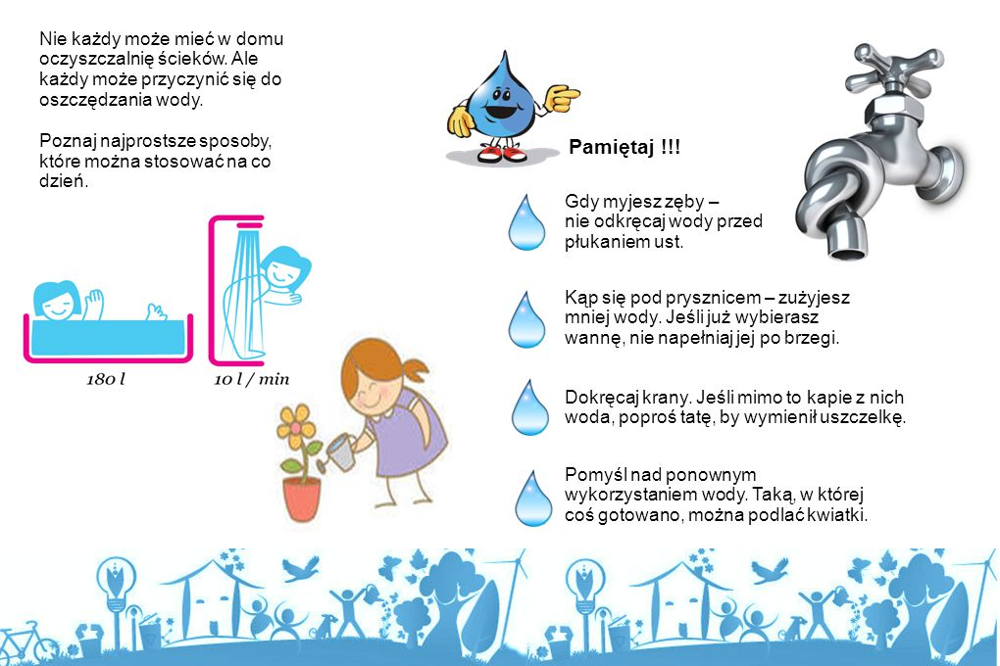 Nie każdy może mieć w domu
oczyszczalnię ścieków. Ale
każdy może przyczynić się do
oszczędzania wody.
Poznaj najprostsze sposoby,
które można stosować na co
dzień.
180 l
10 l / min
Pamiętaj !!!
Gdy myjesz zęby –
nie odkręcaj wody przed
płukaniem ust.
Kąp się pod prysznicem – zużyjesz
mniej wody. Jeśli już wybierasz
wannę, nie napełniaj jej po brzegi.
Dokręcaj krany. Jeśli mimo to kapie z nich
woda, poproś tatę, by wymienił uszczelkę.
Pomyśl nad ponownym
wykorzystaniem wody. Taką, w której
coś gotowano, można podlać kwiatki.